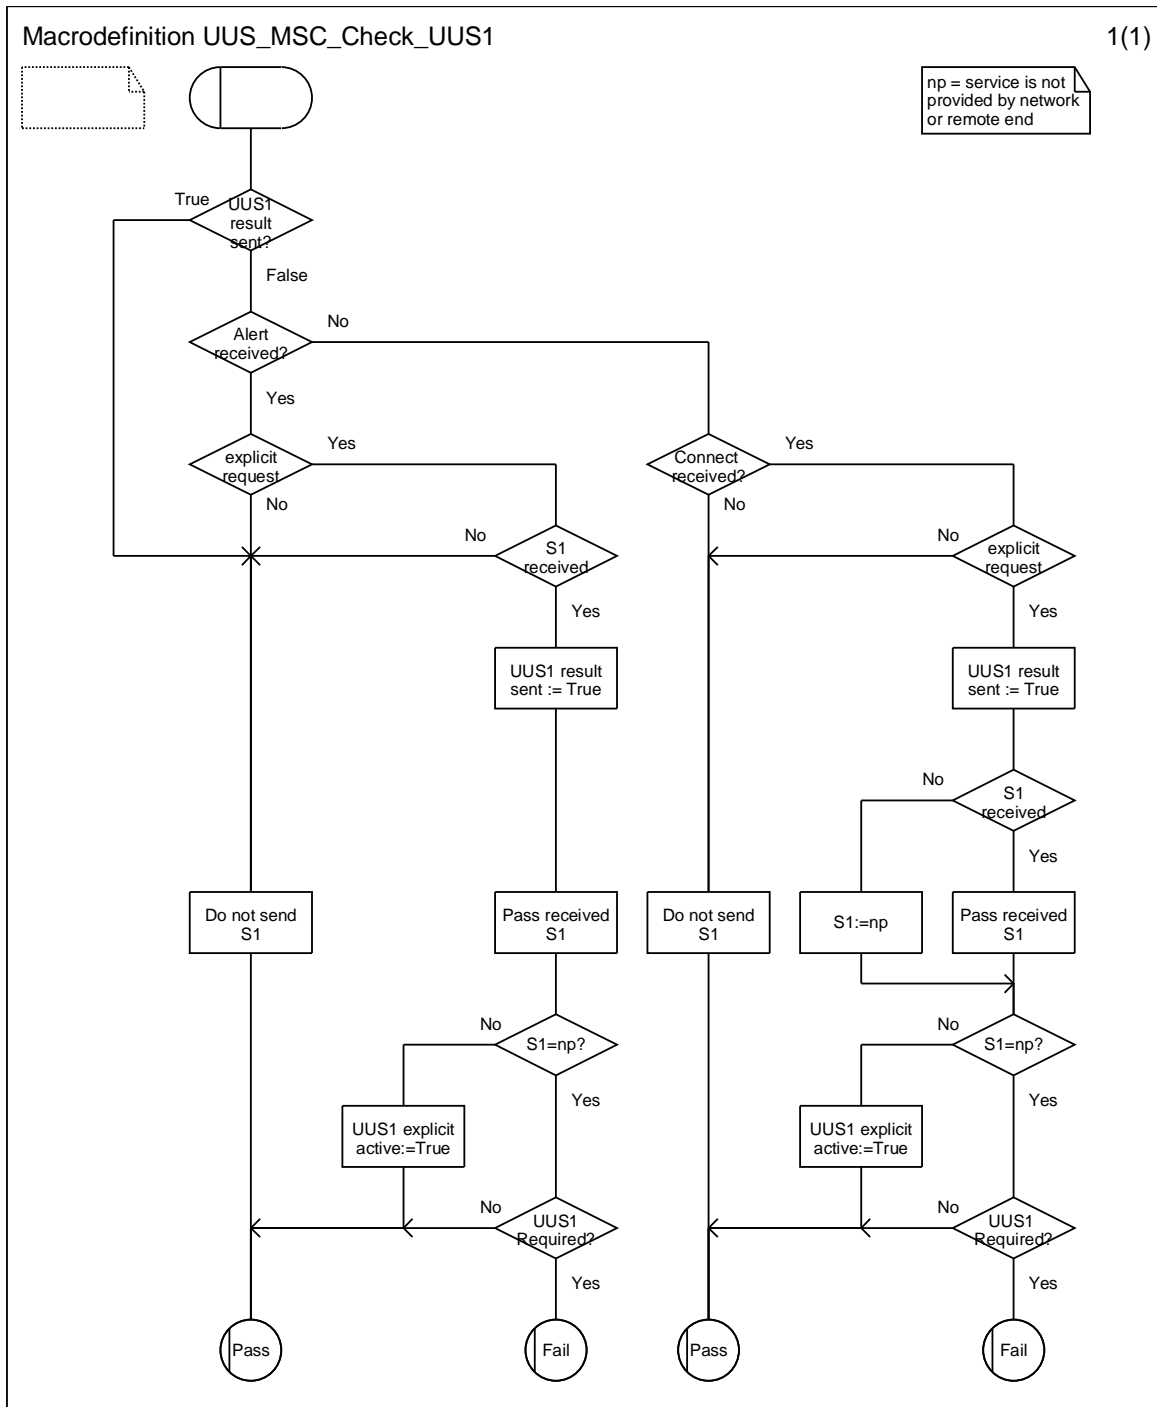 Macrodefinition UUS_MSC_Check_UUS1
1(1)
np = service is not
provided by network
or remote end
True
UUS1
result
sent?
False
Alert
received?
No
Yes
explicit
request
Yes
No
Connect
received?
Yes
No
No
S1
received
Yes
No
explicit
request
Yes
UUS1 result
sent := True
UUS1 result
sent := True
No
S1
received
Yes
Do not send
S1
Pass received
S1
Do not send
S1
S1:=np
Pass received
S1
No
S1=np?
Yes
No
S1=np?
Yes
UUS1 explicit
active:=True
UUS1 explicit
active:=True
No
UUS1
Required?
Yes
No
UUS1
Required?
Yes
Pass
Fail
Pass
Fail